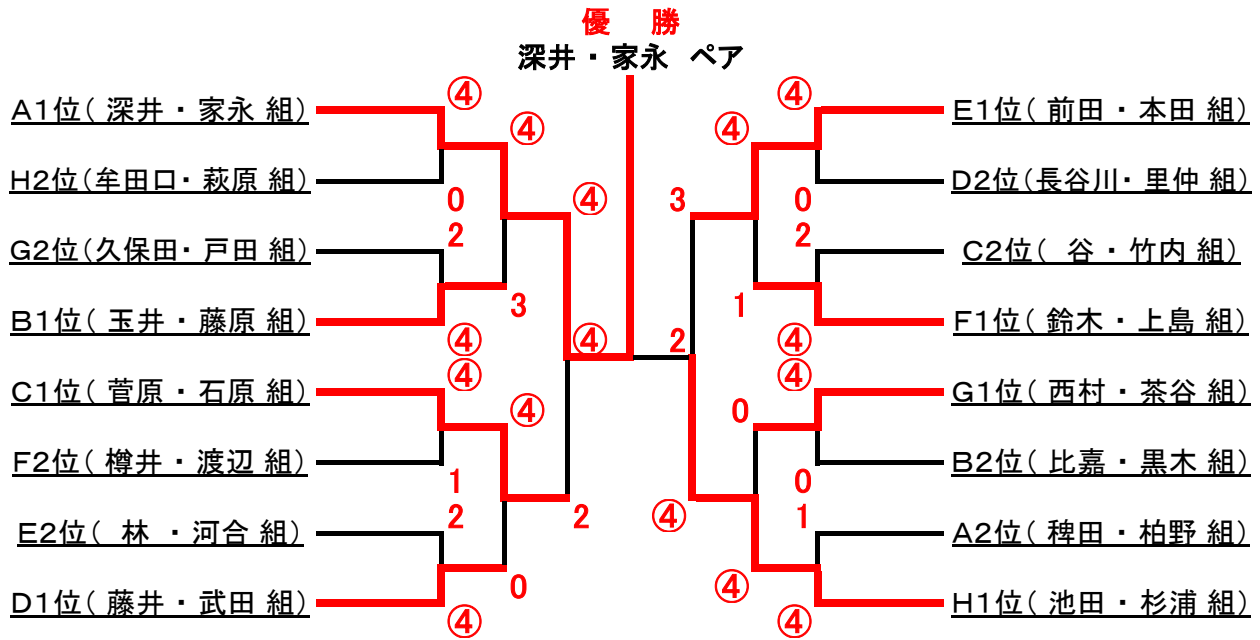 優　勝
深井・家永 ペア
④ ④
A1位( 深井・家永 組) E1位( 前田・本田 組)
④ ④
H2位(牟田口・萩原 組) D2位(長谷川・里仲 組)
0 ④ 3 0
2 2
G2位(久保田・戸田 組) C2位( 谷・竹内 組)
3 1
B1位( 玉井・藤原 組) F1位( 鈴木・上島 組)
④ ④ 2 ④
④ ④
C1位( 菅原・石原 組) G1位( 西村・茶谷 組)
④ 0
F2位( 樽井・渡辺 組) B2位( 比嘉・黒木 組)
1 0
2 2 ④ 1
E2位( 林 ・河合 組) A2位( 稗田・柏野 組)
0 ④
D1位( 藤井・武田 組) H1位( 池田・杉浦 組)
④ ④